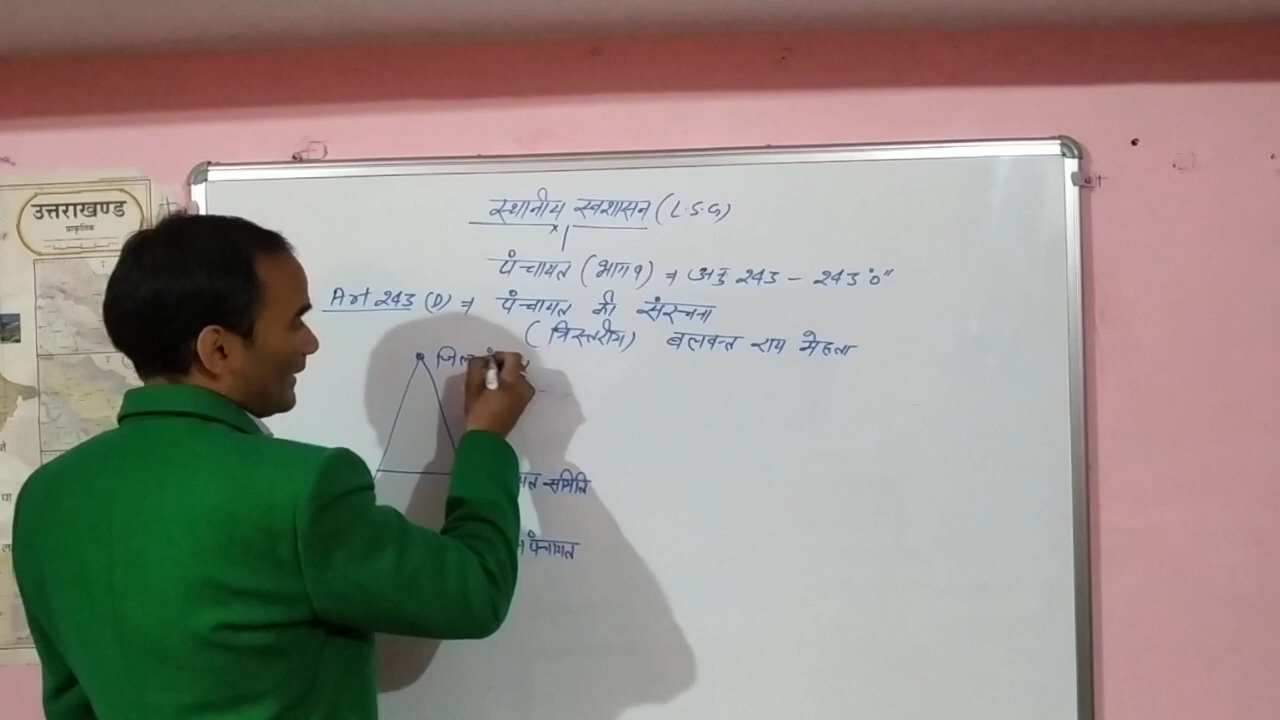 उत्तराखण्ड
प्राकृतिक
स्थानीय स्वशासन (L.S.G)
पंचायत (भाग 9) → अनु 243 - 243 "O"
Art 243 (D) → पंचायत की संरचना
(त्रिस्तरीय) बलवन्त राय मेहता
जिला
समिति
पंचायत